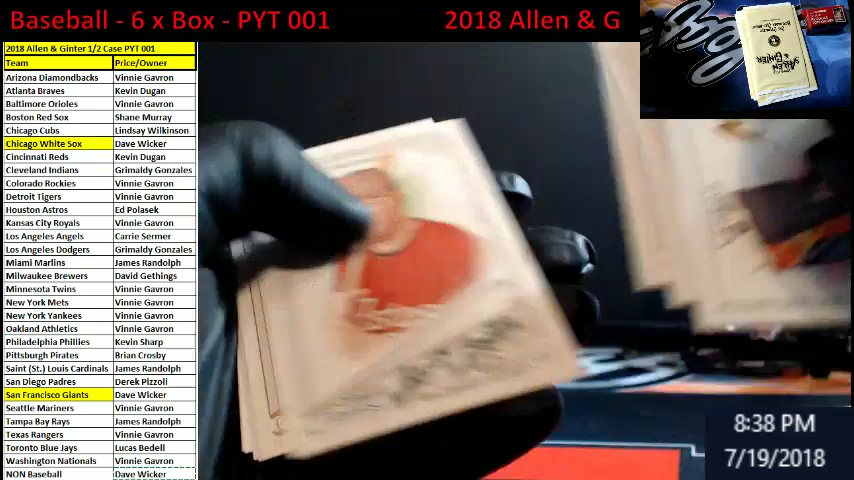 Baseball - 6 x Box - PYT 001
2018 Allen & G
2018 Allen & Ginter 1/2 Case PYT 001
Team Price/Owner
Arizona Diamondbacks Vinnie Gavron
Atlanta Braves Kevin Dugan
Baltimore Orioles Vinnie Gavron
Boston Red Sox Shane Murray
Chicago Cubs Lindsay Wilkinson
Chicago White Sox Dave Wicker
Cincinnati Reds Kevin Dugan
Cleveland Indians Grimaldy Gonzales
Colorado Rockies Vinnie Gavron
Detroit Tigers Vinnie Gavron
Houston Astros Ed Polasek
Kansas City Royals Vinnie Gavron
Los Angeles Angels Carrie Sermer
Los Angeles Dodgers Grimaldy Gonzales
Miami Marlins James Randolph
Milwaukee Brewers David Gethings
Minnesota Twins Vinnie Gavron
New York Mets Vinnie Gavron
New York Yankees Vinnie Gavron
Oakland Athletics Vinnie Gavron
Philadelphia Phillies Kevin Sharp
Pittsburgh Pirates Brian Crosby
Saint (St.) Louis Cardinals James Randolph
San Diego Padres Derek Pizzoli
San Francisco Giants Dave Wicker
Seattle Mariners Vinnie Gavron
Tampa Bay Rays James Randolph
Texas Rangers Vinnie Gavron
Toronto Blue Jays Lucas Bedell
Washington Nationals Vinnie Gavron
NON Baseball Dave Wicker
8:38 PM
7/19/2018